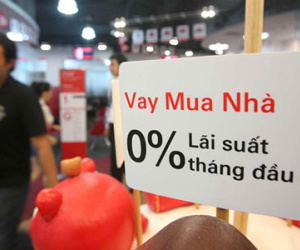 Vay Mua Nhà
0% Lãi suất
tháng đầu